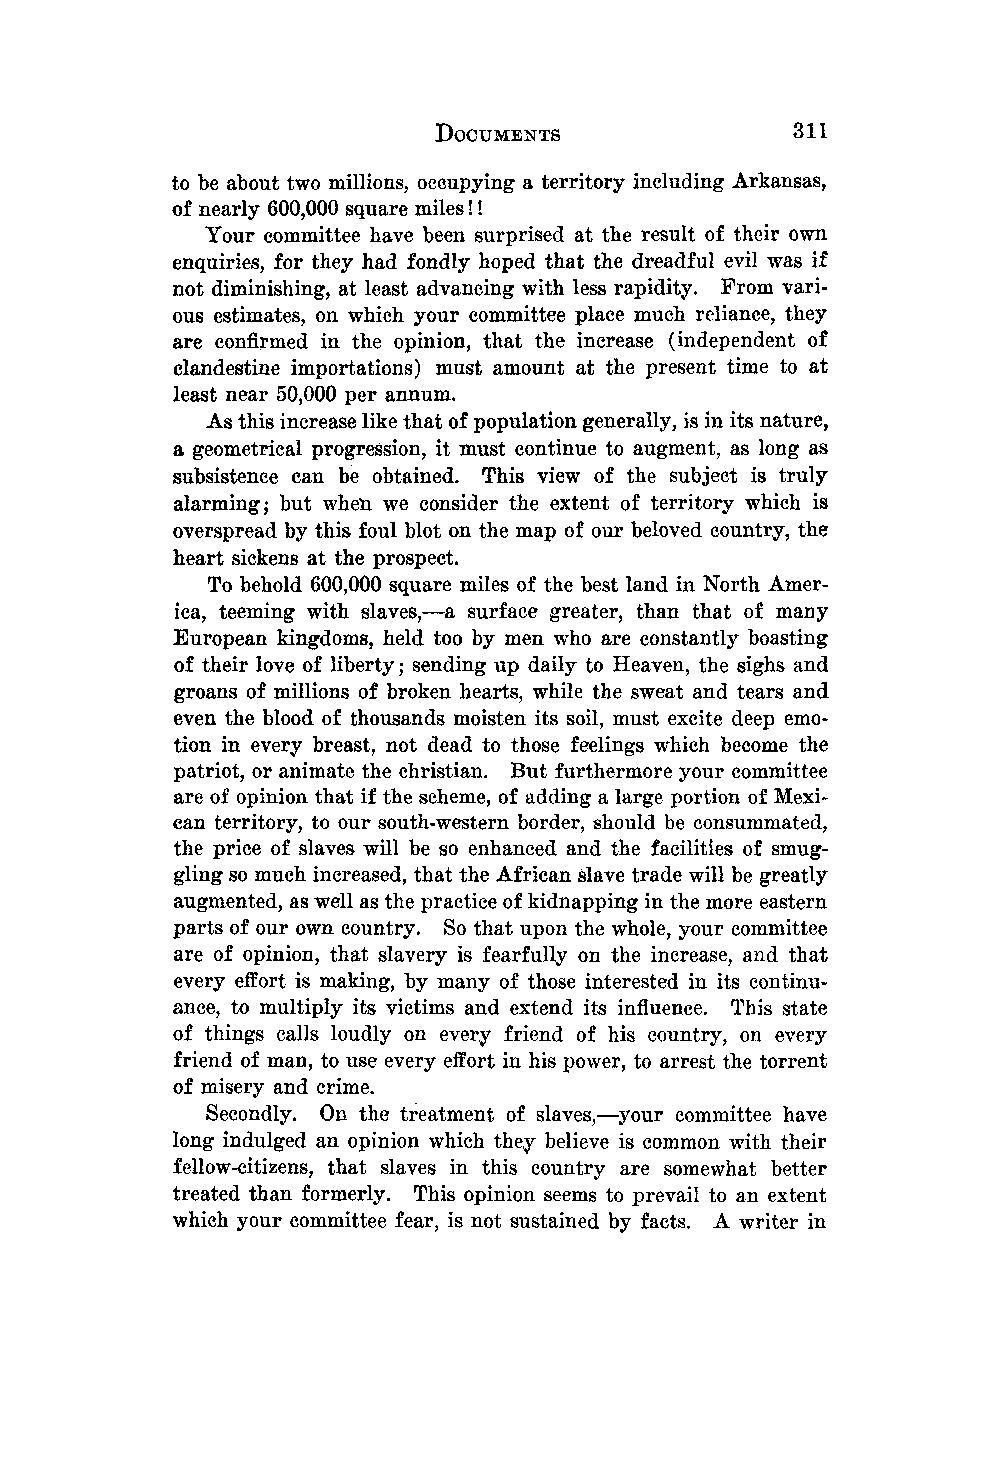 DOCUMENTS 311
to be about two millions, occupying a territory including Arkansas,
of nearly 600,000 square miles!!
Your committee have been surprised at the result of their own
enquiries, for they had fondly hoped that the dreadful evil was if
not diminishing, at least advancing with less rapidity. From vari-
ous estimates, on which your committee place much reliance, they
are confirmed in the opinion, that the increase (independent of
clandestine importations) must amount at the present time to at
least near 50,000 per annum.
As this increase like that of population generally, is in its nature,
a geometrical progression, it must continue to augment, as long as
subsistence can be obtained. This view of the subject is truly
alarming; but when we consider the extent of territory which is
overspread by this foul blot on the map of our beloved country, the
heart sickens at the prospect.
To behold 600,000 square miles of the best land in North Amer-
ica, teeming with slaves,—a surface greater, than that of many
European kingdoms, held too by men who are constantly boasting
of their love of liberty; sending up daily to Heaven, the sighs and
groans of millions of broken hearts, while the sweat and tears and
even the blood of thousands moisten its soil, must excite deep emo-
tion in every breast, not dead to those feelings which become the
patriot, or animate the christian. But furthermore your committee
are of opinion that if the scheme, of adding a large portion of Mexi-
can territory, to our south-western border, should be consummated,
the price of slaves will be so enhanced and the facilities of smug-
gling so much increased, that the African slave trade will be greatly
augmented, as well as the practice of kidnapping in the more eastern
parts of our own country. So that upon the whole, your committee
are of opinion, that slavery is fearfully on the increase, and that
every effort is making, by many of those interested in its continu-
ance, to multiply its victims and extend its influence. This state
of things calls loudly on every friend of his country, on every
friend of man, to use every effort in his power, to arrest the torrent
of misery and crime.
Secondly. On the treatment of slaves,—your committee have
long indulged an opinion which they believe is common with their
fellow-citizens, that slaves in this country are somewhat better
treated than formerly. This opinion seems to prevail to an extent
which your committee fear, is not sustained by facts. A writer in